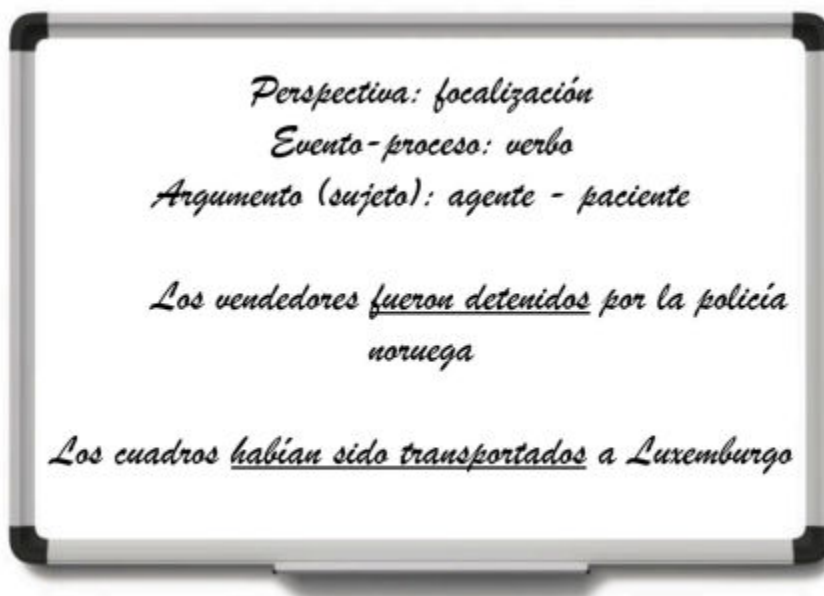 Perspectiva: focalización
Evento-proceso: verbo
Argumento (sujeto): agente - paciente
Los vendedores fueron detenidos por la policía
noruega
Los cuadros habían sido transportados a Luxemburgo